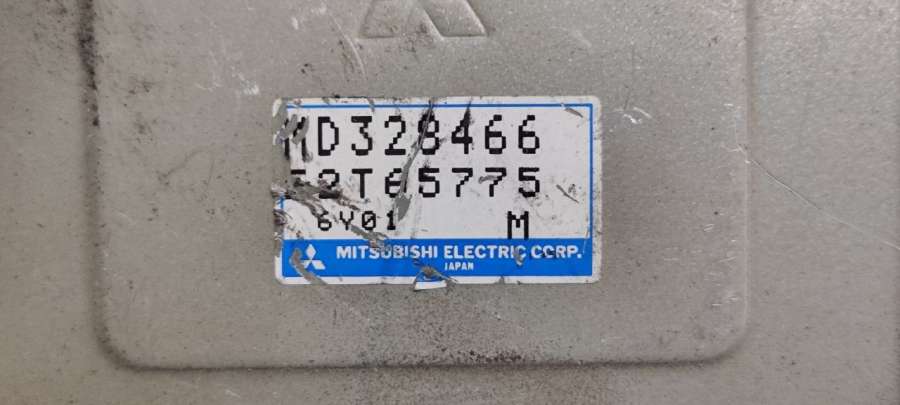 MD328466
E2T65775
6Y01 M
MITSUBISHI ELECTRIC CORP.
JAPAN